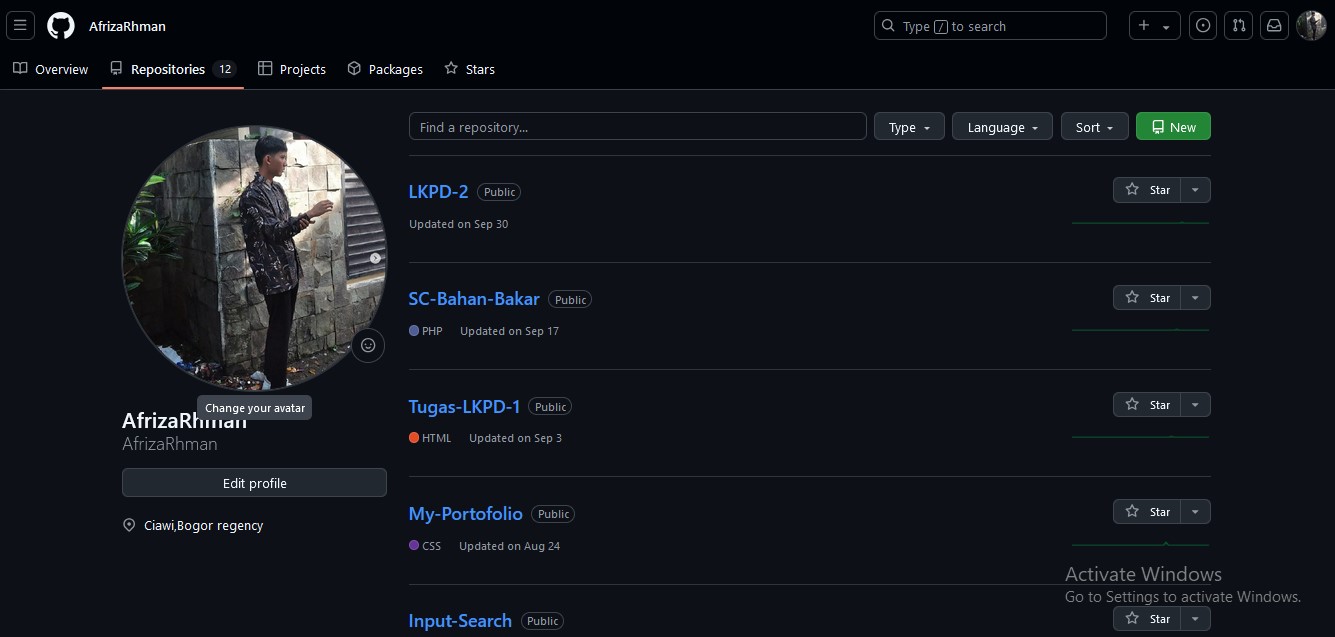 AfrizaRhman
Type / to search
Overview
Repositories 12
Projects
Packages
Stars
Find a repository...
Type
Language
Sort
New
Change your avatar
AfrizaRhman
AfrizaRhman
Edit profile
Ciawi,Bogor regency
LKPD-2 Public
Star
Updated on Sep 30
SC-Bahan-Bakar Public
Star
PHP Updated on Sep 17
Tugas-LKPD-1 Public
Star
HTML Updated on Sep 3
My-Portofolio Public
Star
CSS Updated on Aug 24
Input-Search Public
Star
Activate Windows
Go to Settings to activate Windows.